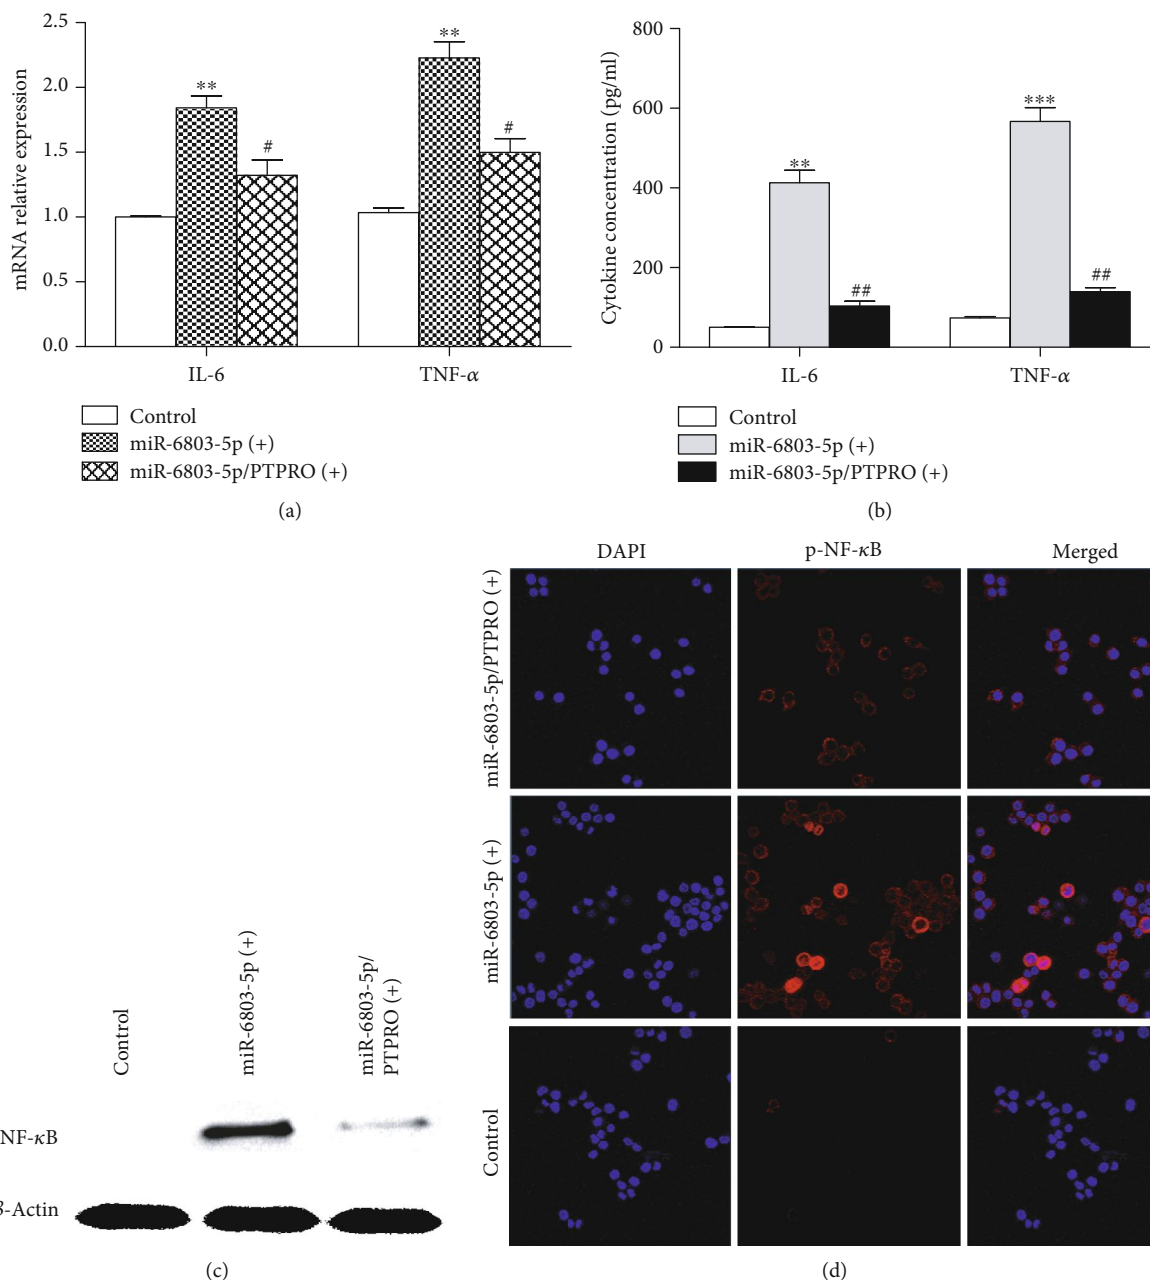 mRNA relative expression
2.5
2.0
1.5
1.0
0.5
0.0
**
#
**
#
IL-6
TNF-α
Control
miR-6803-5p (+)
miR-6803-5p/PTPRO (+)
(a)
Cytokine concentration (pg/ml)
800
600
400
200
0
**
##
***
##
IL-6
TNF-α
Control
miR-6803-5p (+)
miR-6803-5p/PTPRO (+)
(b)
Control
miR-6803-5p (+)
miR-6803-5p/
PTPRO (+)
NF-κB
-Actin
(c)
DAPI
p-NF-κB
Merged
miR-6803-5p/PTPRO (+)
miR-6803-5p (+)
Control
(d)